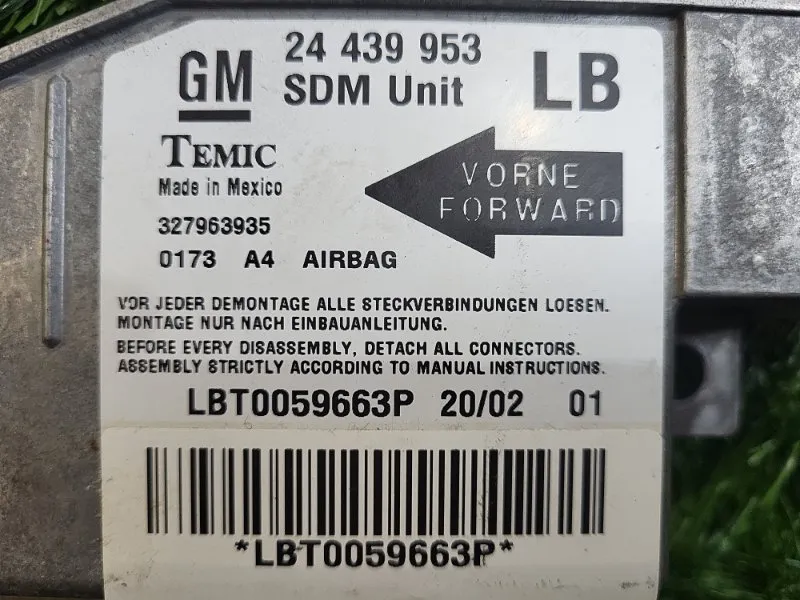 GM 24 439 953 LB
SDM Unit
TEMIC
Made in Mexico
VORNE
FORWARD
327963935
0173 A4 AIRBAG
VOR JEDER DEMONTAGE ALLE STECKVERBINDUNGEN LOESEN.
MONTAGE NUR NACH EINBAUANLEITUNG.
BEFORE EVERY DISASSEMBLY, DETACH ALL CONNECTORS.
ASSEMBLY STRICTLY ACCORDING TO MANUAL INSTRUCTIONS.
LBT0059663P 20/02 01
*LBT0059663P*